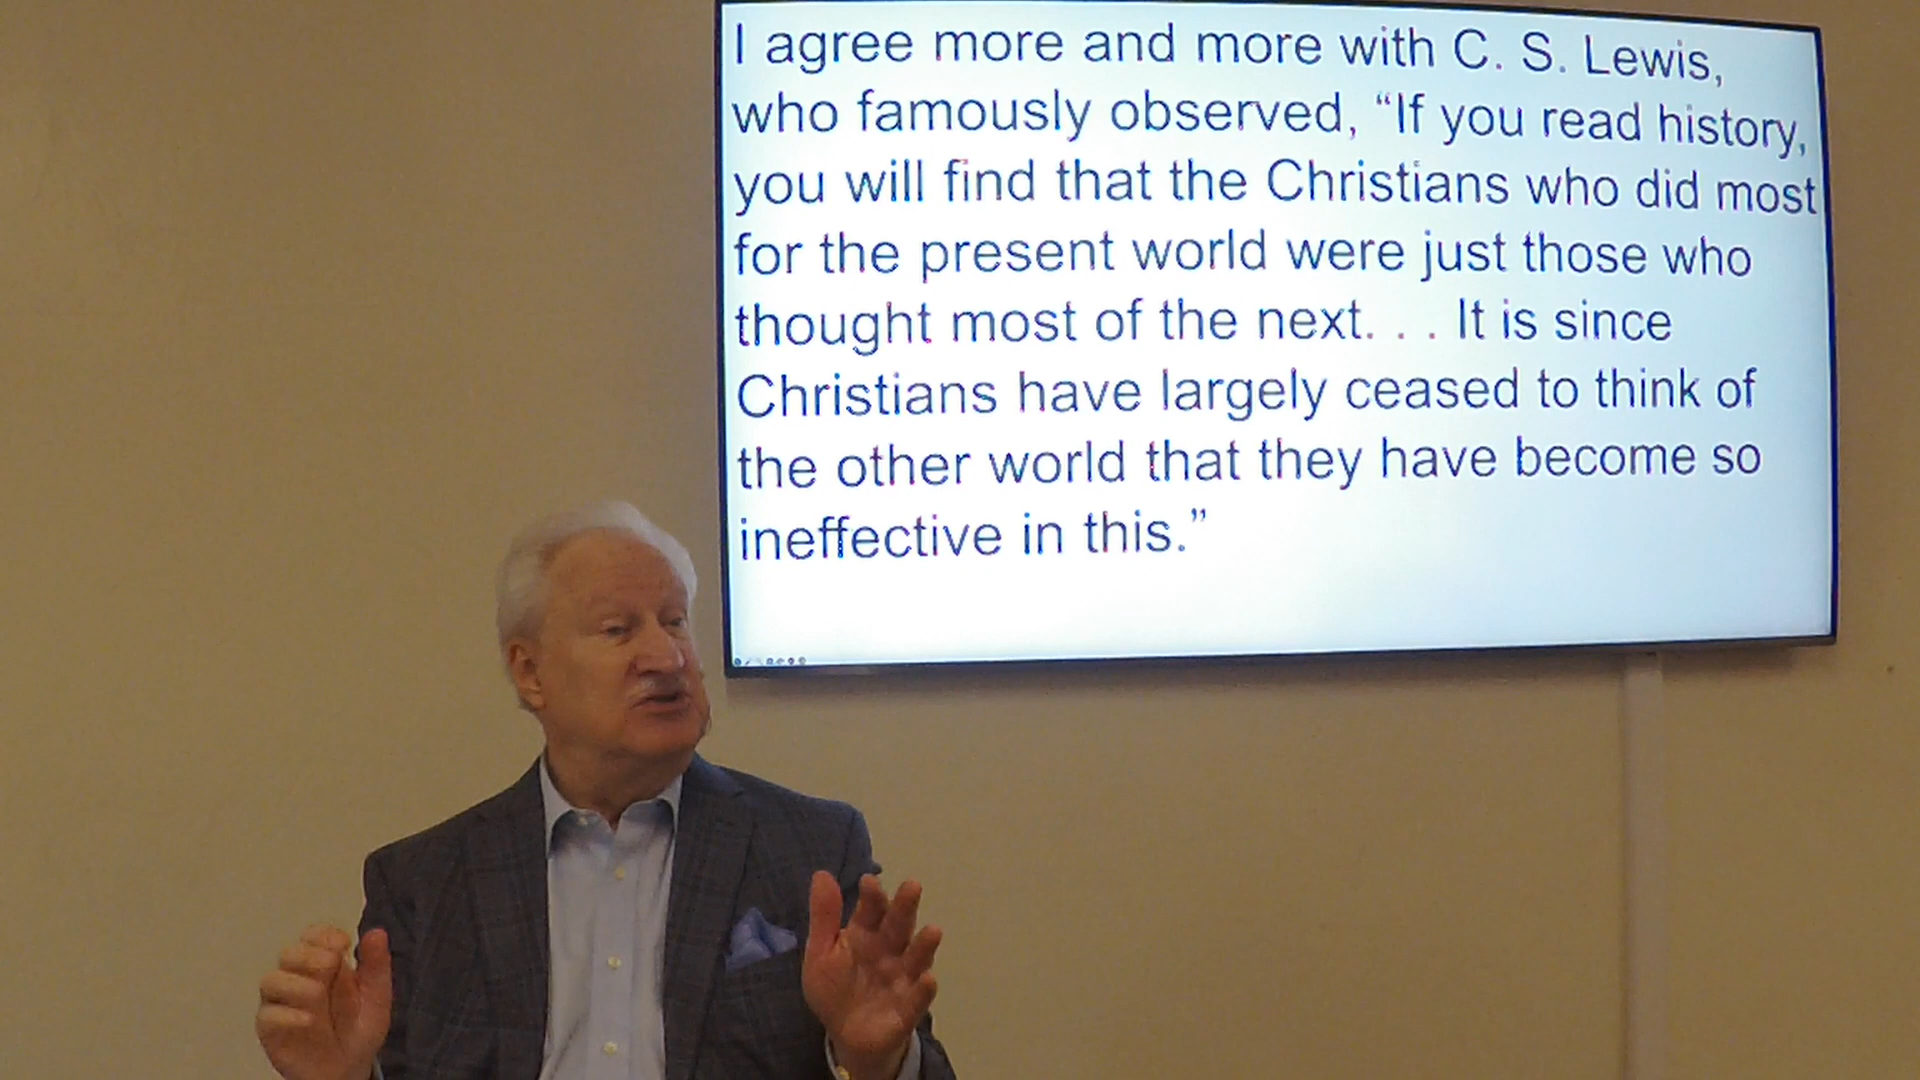 I agree more and more with C. S. Lewis,
who famously observed, “If you read history,
you will find that the Christians who did most
for the present world were just those who
thought most of the next. . . It is since
Christians have largely ceased to think of
the other world that they have become so
ineffective in this.”